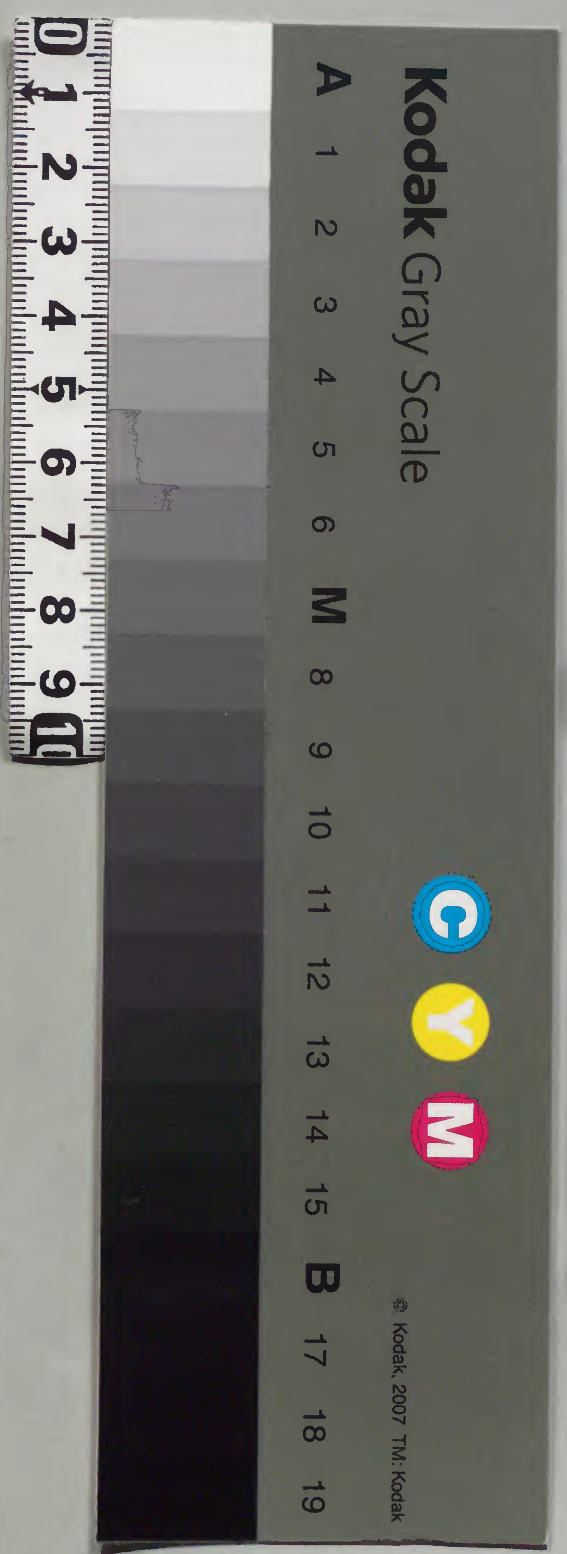 Kodak Gray Scale
C Y M
© Kodak, 2007 TM: Kodak
A 1 2 3 4 5 6 M 8 9 10 11 12 13 14 15 B 17 18 19
0 1 2 3 4 5 6 7 8 9 10